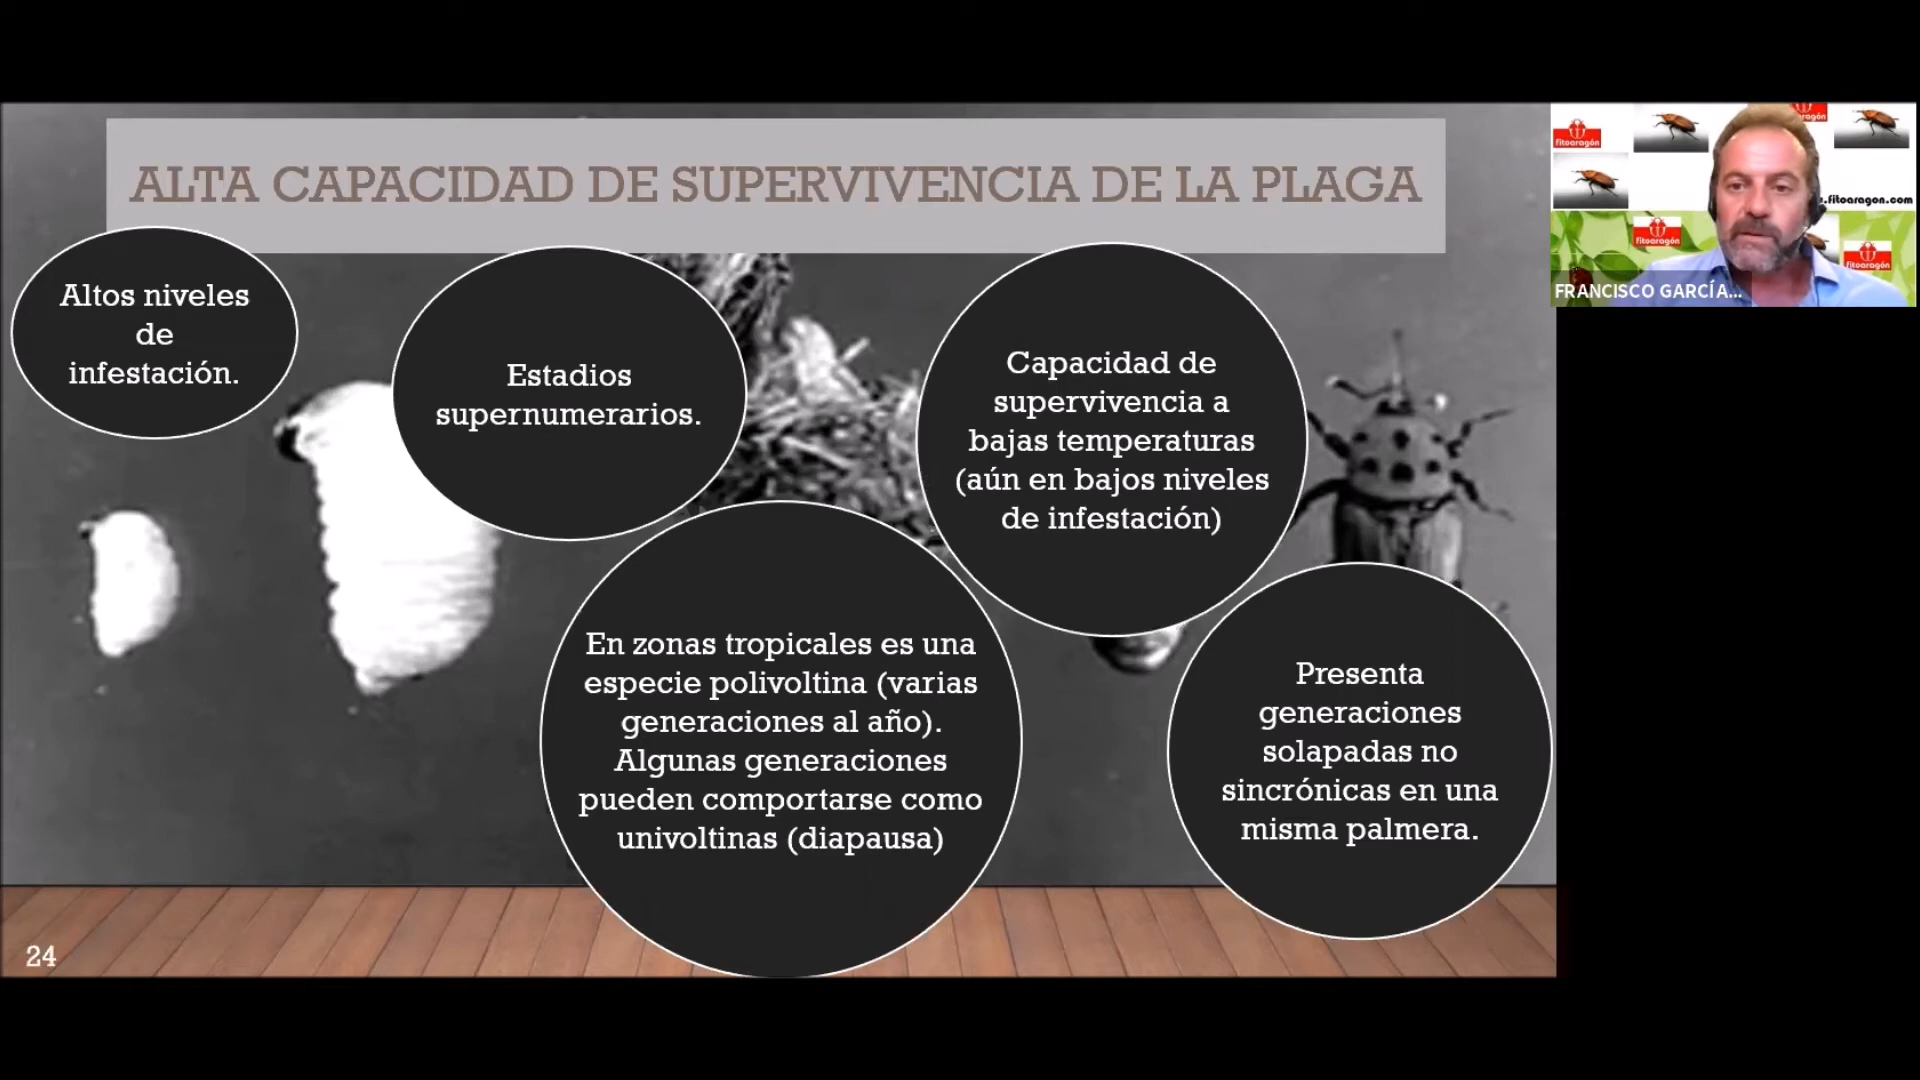 ALTA CAPACIDAD DE SUPERVIVENCIA DE LA PLAGA
Altos niveles
de
infestación.
Estadios
supernumerarios.
Capacidad de
supervivencia a
bajas temperaturas
(aún en bajos niveles
de infestación)
En zonas tropicales es una
especie polivoltina (varias
generaciones al año).
Algunas generaciones
pueden comportarse como
univoltinas (diapausa)
Presenta
generaciones
solapadas no
sincrónicas en una
misma palmera.
24
fitoaragón
.fitoaragon.com
fitoaragón
fitoaragón
FRANCISCO GARCÍA...